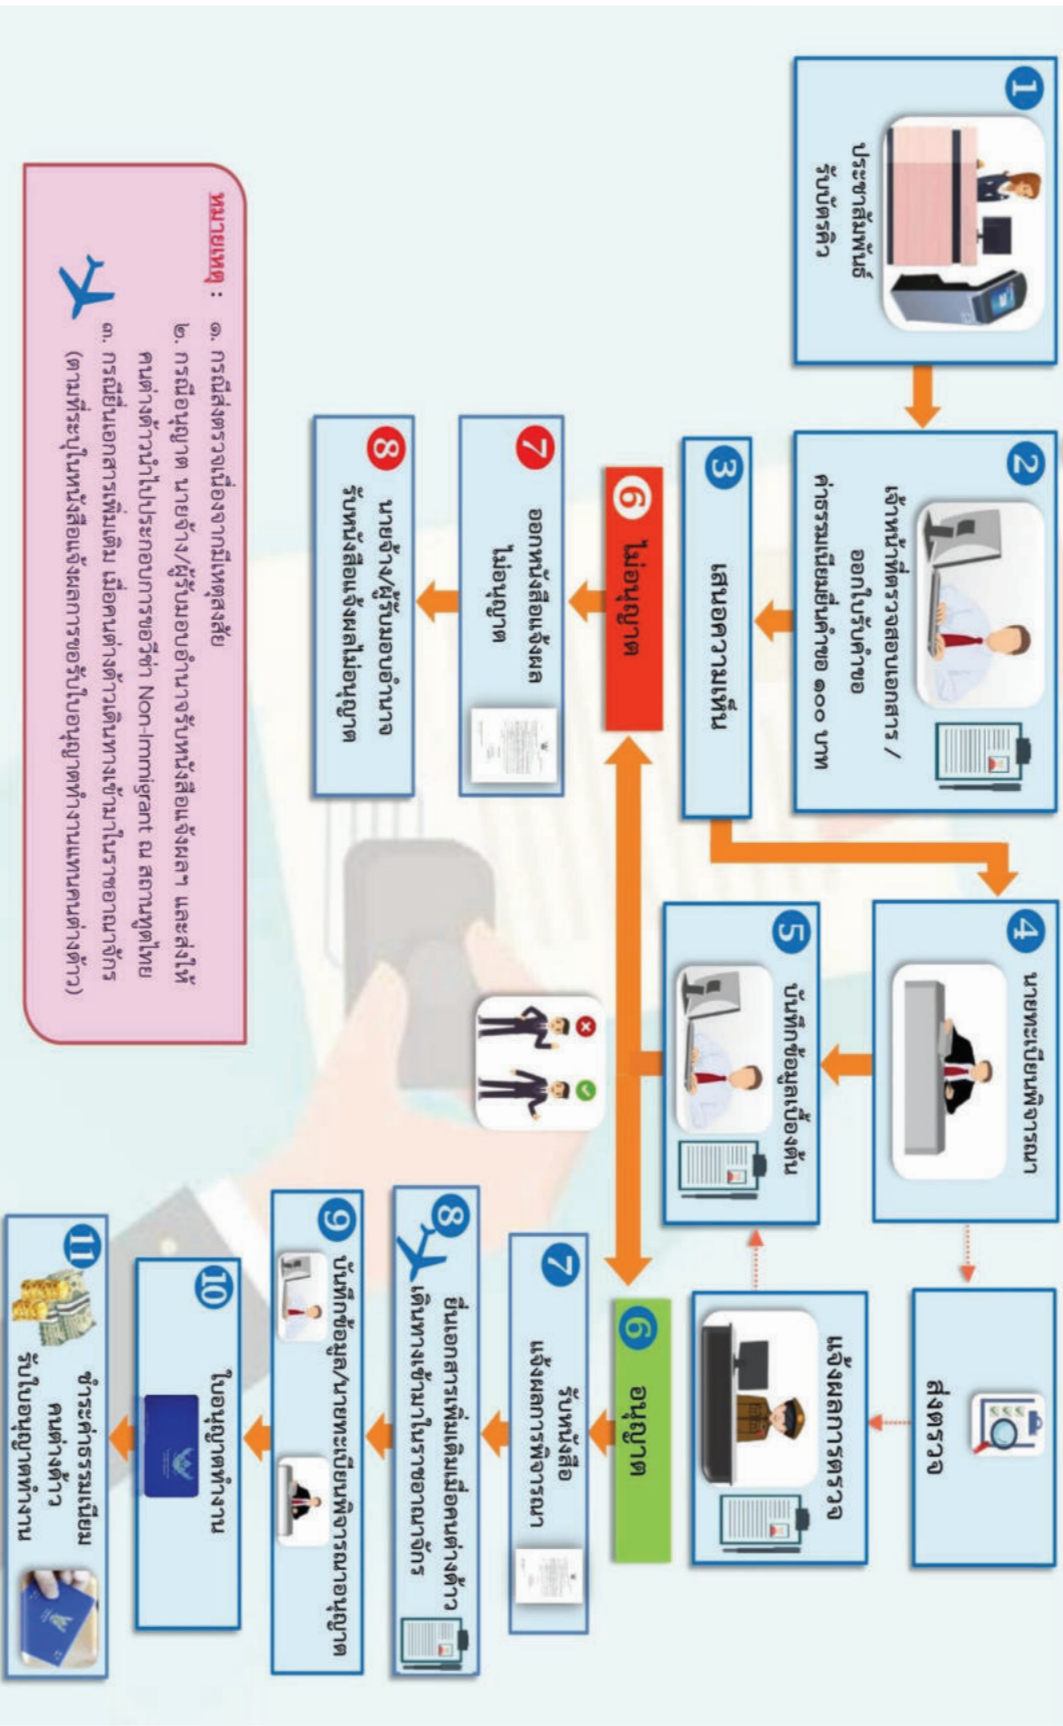 1
ประชาสัมพันธ์
รับบัตรคิว
2
เจ้าหน้าที่ตรวจสอบเอกสาร /
ออกใบรับคำขอ
ค่าธรรมเนียมยื่นคำขอ ๑๐๐ บาท
3
เสนอความเห็น
4
นายทะเบียนพิจารณา
ส่งตรวจ
แจ้งผลการตรวจ
5
บันทึกข้อมูลเบื้องต้น
6
ไม่อนุญาต
7
ออกหนังสือแจ้งผล
ไม่อนุญาต
8
นายจ้าง/ผู้รับมอบอำนาจ
รับหนังสือแจ้งผลไม่อนุญาต
6
อนุญาต
7
รับหนังสือ
แจ้งผลการพิจารณา
8
ยื่นเอกสารเพิ่มเติมเมื่อคนต่างด้าว
เดินทางเข้ามาในราชอาณาจักร
9
บันทึกข้อมูล/นายทะเบียนพิจารณาอนุญาต
10
ใบอนุญาตทำงาน
11
ชำระค่าธรรมเนียม
คนต่างด้าว
รับใบอนุญาตทำงาน
หมายเหตุ : ๑. กรณีส่งตรวจเนื่องจากมีเหตุสงสัย
๒. กรณีอนุญาต นายจ้าง/ผู้รับมอบอำนาจรับหนังสือแจ้งผลฯ และส่งให้
คนต่างด้าวนำไปประกอบการขอวีซ่า Non-Immigrant ณ สถานทูตไทย
๓. กรณียื่นเอกสารเพิ่มเติม เมื่อคนต่างด้าวเดินทางเข้ามาในราชอาณาจักร
(ตามที่ระบุในหนังสือแจ้งผลการขอรับใบอนุญาตทำงานแทนคนต่างด้าว)